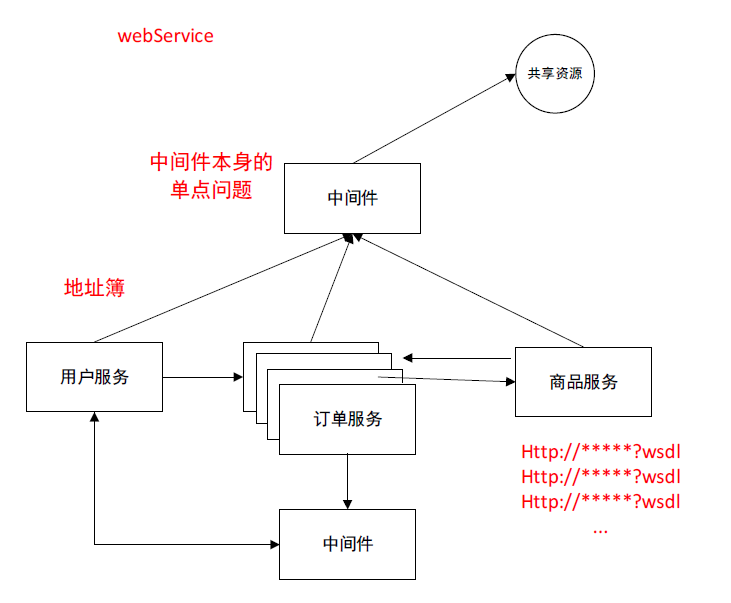 webService
共享资源
中间件本身的
单点问题
中间件
地址簿
用户服务
订单服务
商品服务
Http://*****?wsdl
Http://*****?wsdl
Http://*****?wsdl
...
中间件